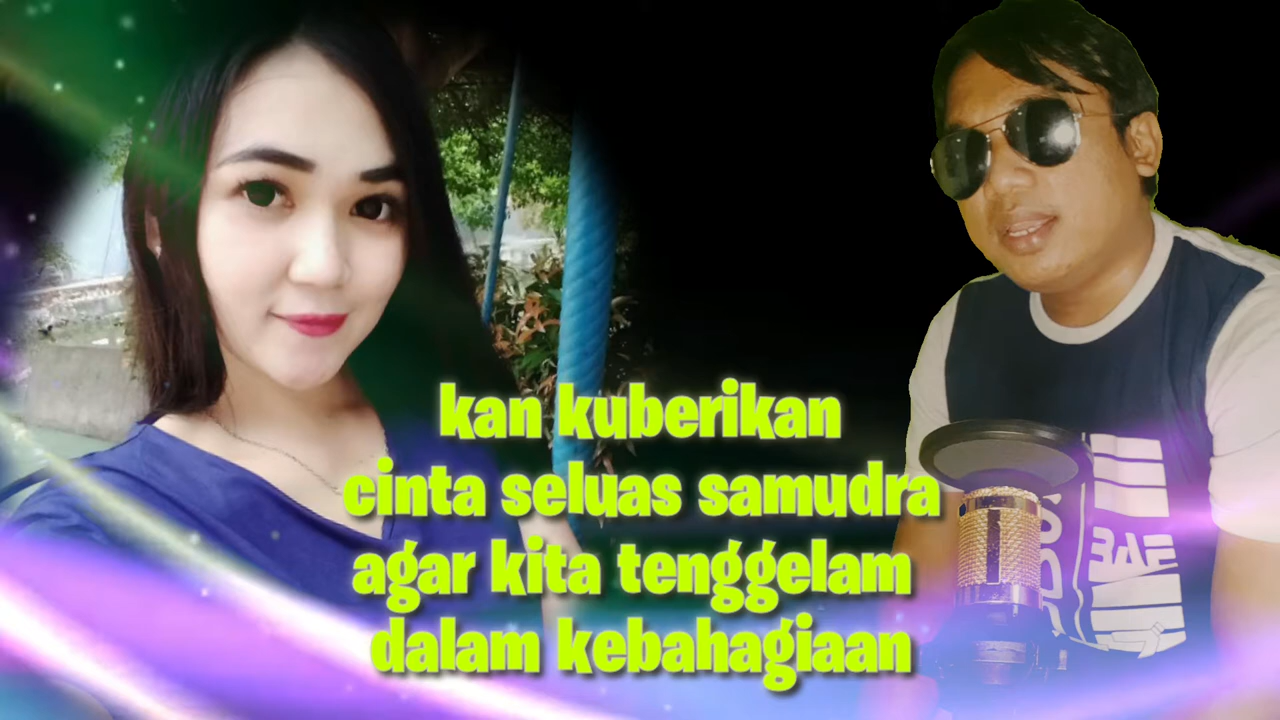 kan kuberikan
cinta seluas samudra
agar kita tenggelam
dalam kebahagiaan